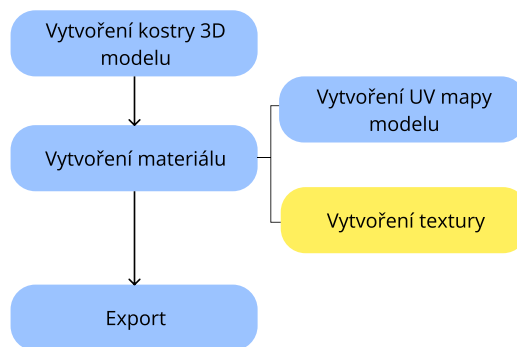 Vytvoření kostry 3D
modelu
Vytvoření UV mapy
modelu
Vytvoření materiálu
Vytvoření textury
Export